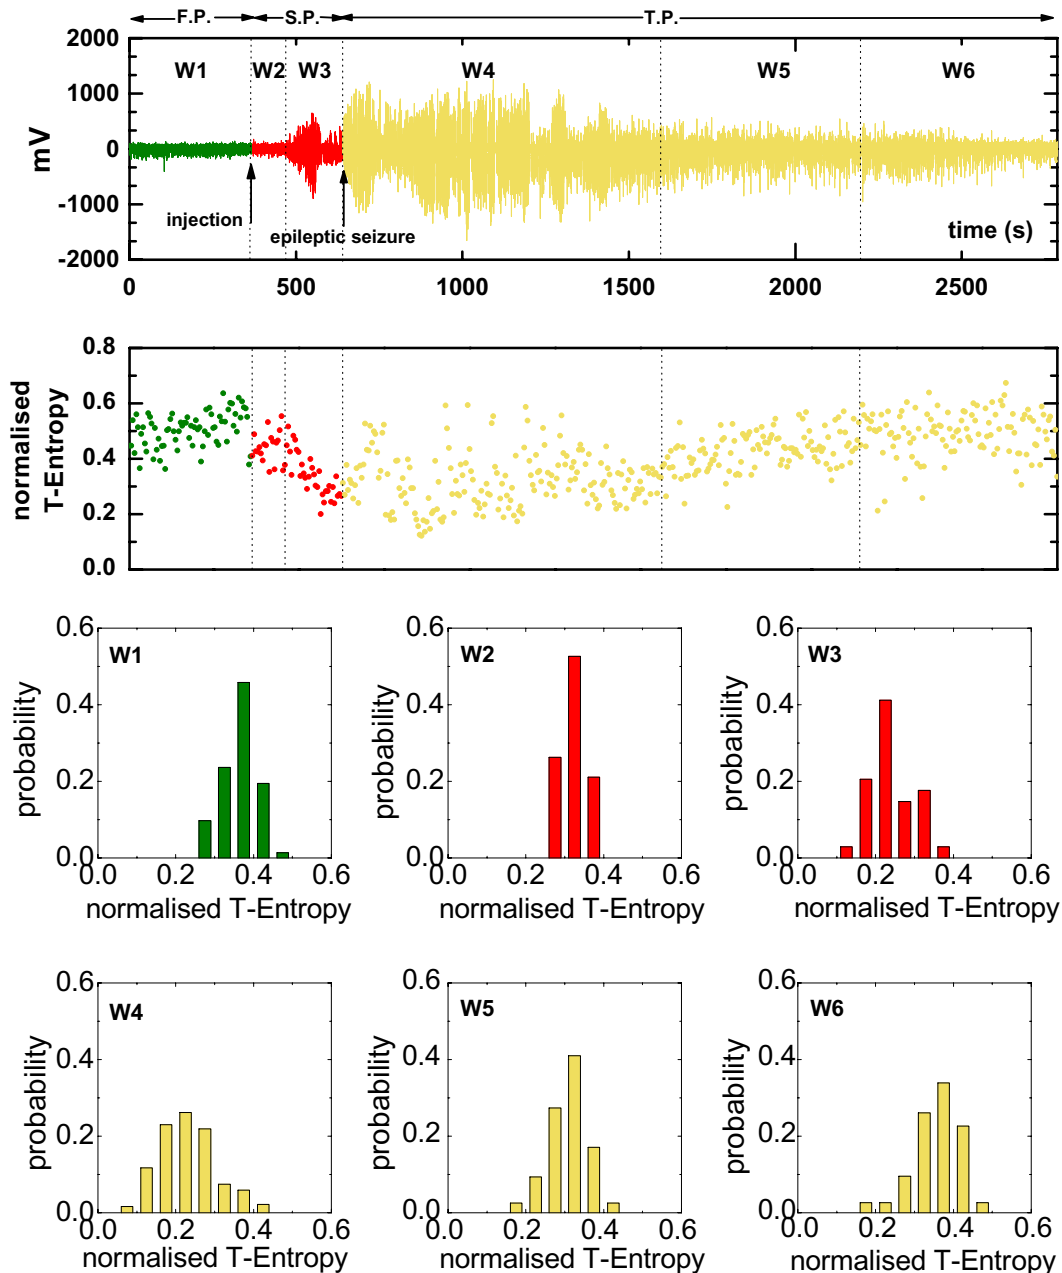 F.P. S.P. T.P.
2000
1000
0
-1000
-2000
mV
W1 W2 W3 W4 W5 W6
injection
epileptic seizure
time (s)
0 500 1000 1500 2000 2500
0.8
0.6
0.4
0.2
0.0
normalised
T-Entropy
W1
0.6
0.4
0.2
0.0
probability
0.0 0.2 0.4 0.6
normalised T-Entropy
W2
0.6
0.4
0.2
0.0
probability
0.0 0.2 0.4 0.6
normalised T-Entropy
W3
0.6
0.4
0.2
0.0
probability
0.0 0.2 0.4 0.6
normalised T-Entropy
W4
0.6
0.4
0.2
0.0
probability
0.0 0.2 0.4 0.6
normalised T-Entropy
W5
0.6
0.4
0.2
0.0
probability
0.0 0.2 0.4 0.6
normalised T-Entropy
W6
0.6
0.4
0.2
0.0
probability
0.0 0.2 0.4 0.6
normalised T-Entropy